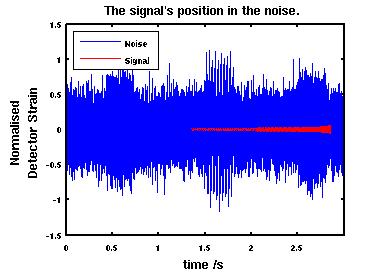 The signal's position in the noise.
1.5
Noise
Signal
1
0.5
0
-0.5
-1
-1.5
Normalised
Detector Strain
0 0.5 1 1.5 2 2.5
time /s